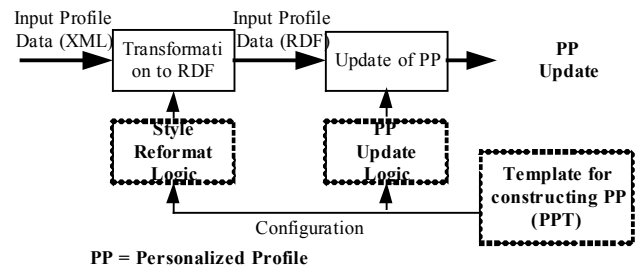 Input Profile
Data (XML)
Transformati
on to RDF
Input Profile
Data (RDF)
Update of PP
PP
Update
Style
Reformat
Logic
PP
Update
Logic
Template for
constructing PP
(PPT)
Configuration
PP = Personalized Profile